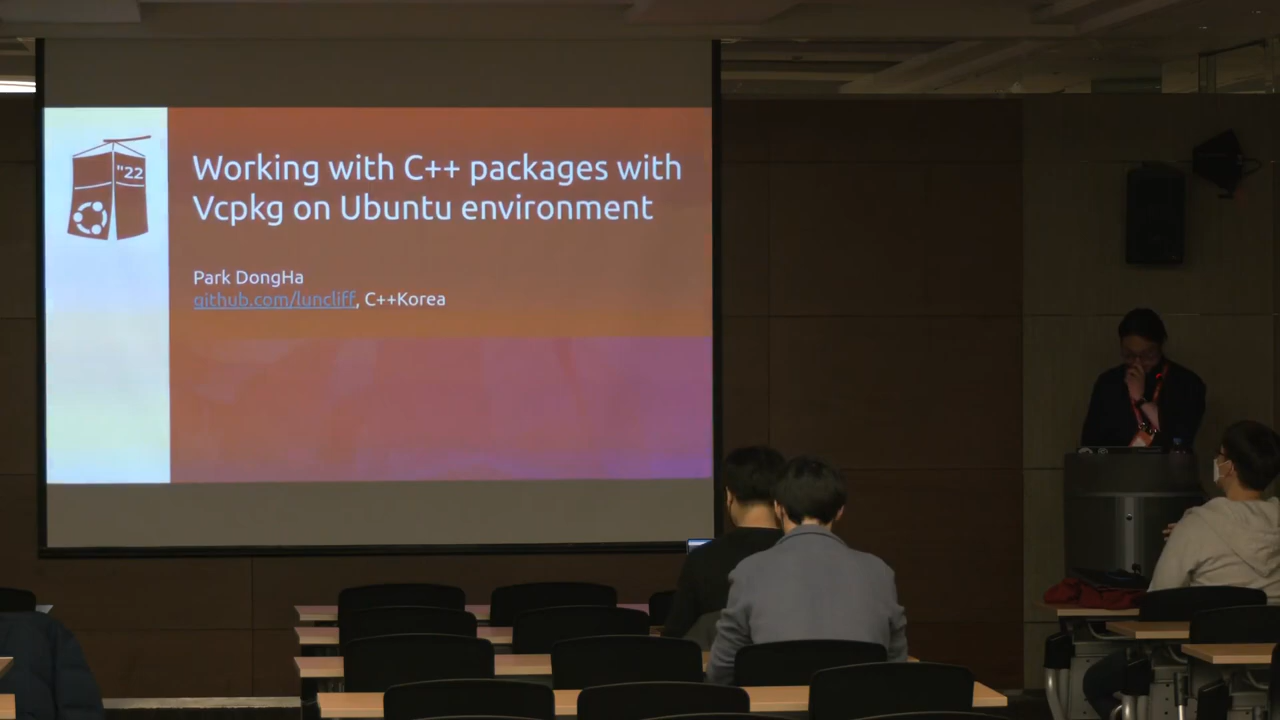 "22
Working with C++ packages with
Vcpkg on Ubuntu environment
Park DongHa
github.com/luncliff, C++Korea